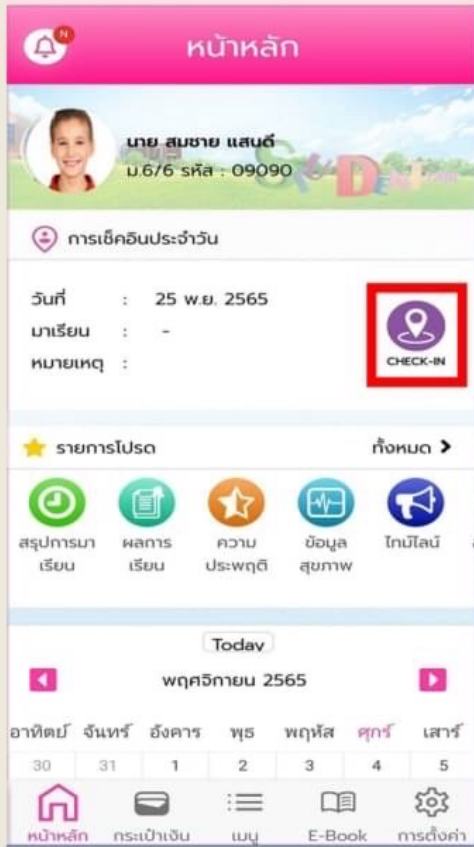 N
หน้าหลัก
นาย สมชาย แสนดี
ม.6/6 รหัส : 09090
การเช็คอินประจำวัน
วันที่ : 25 พ.ย. 2565
มาเรียน : -
หมายเหตุ :
CHECK-IN
รายการโปรด ทั้งหมด
สรุปการมา ผลการ ความ ข้อมูล ไทม์ไลน์
เรียน เรียน ประพฤติ สุขภาพ
Today
พฤศจิกายน 2565
อาทิตย์ จันทร์ อังคาร พุธ พฤหัส ศุกร์ เสาร์
30 31 1 2 3 4 5
หน้าหลัก กระเป๋าเงิน เมนู E-Book การตั้งค่า